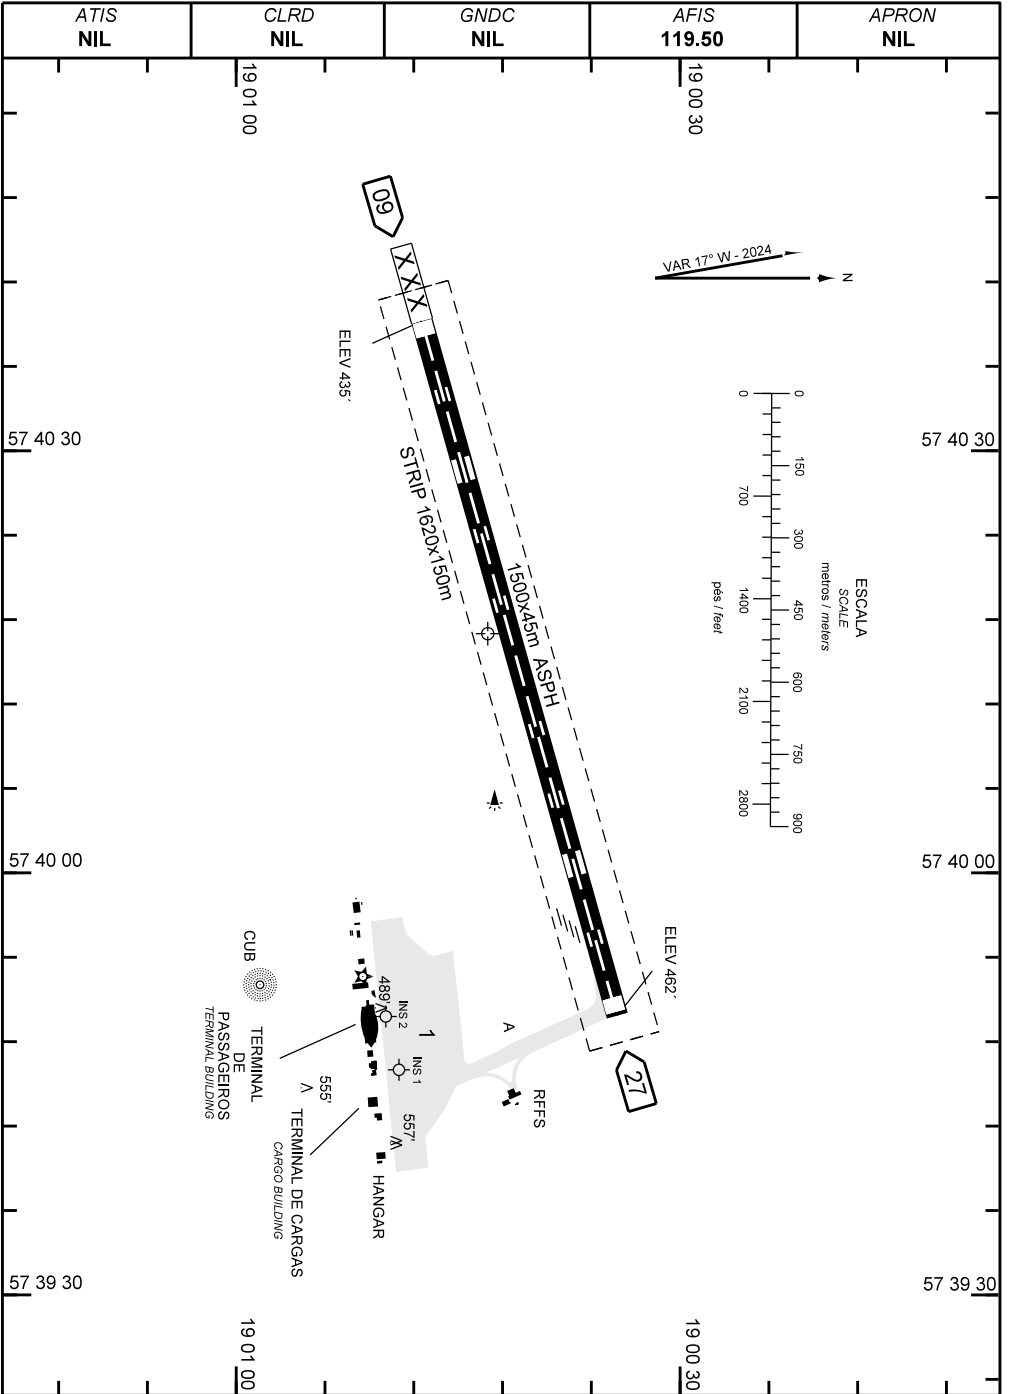 ATIS
NIL
CLRD
NIL
GNDC
NIL
AFIS
119.50
APRON
NIL
19 01 00
19 00 30
09
VAR 17° W - 2024
N
ELEV 435´
57 40 30
57 40 30
STRIP 1620x150m
1500x45m ASPH
ESCALA
SCALE
metros / meters
0 150 300 450 600 750 900
0 700 1400 2100 2800
pés / feet
57 40 00
57 40 00
ELEV 462´
27
A
RFFS
CUB
489'
INS 2
INS 1
1
TERMINAL
DE
PASSAGEIROS
TERMINAL BUILDING
555'
557'
TERMINAL DE CARGAS
CARGO BUILDING
HANGAR
57 39 30
57 39 30
19 01 00
19 00 30